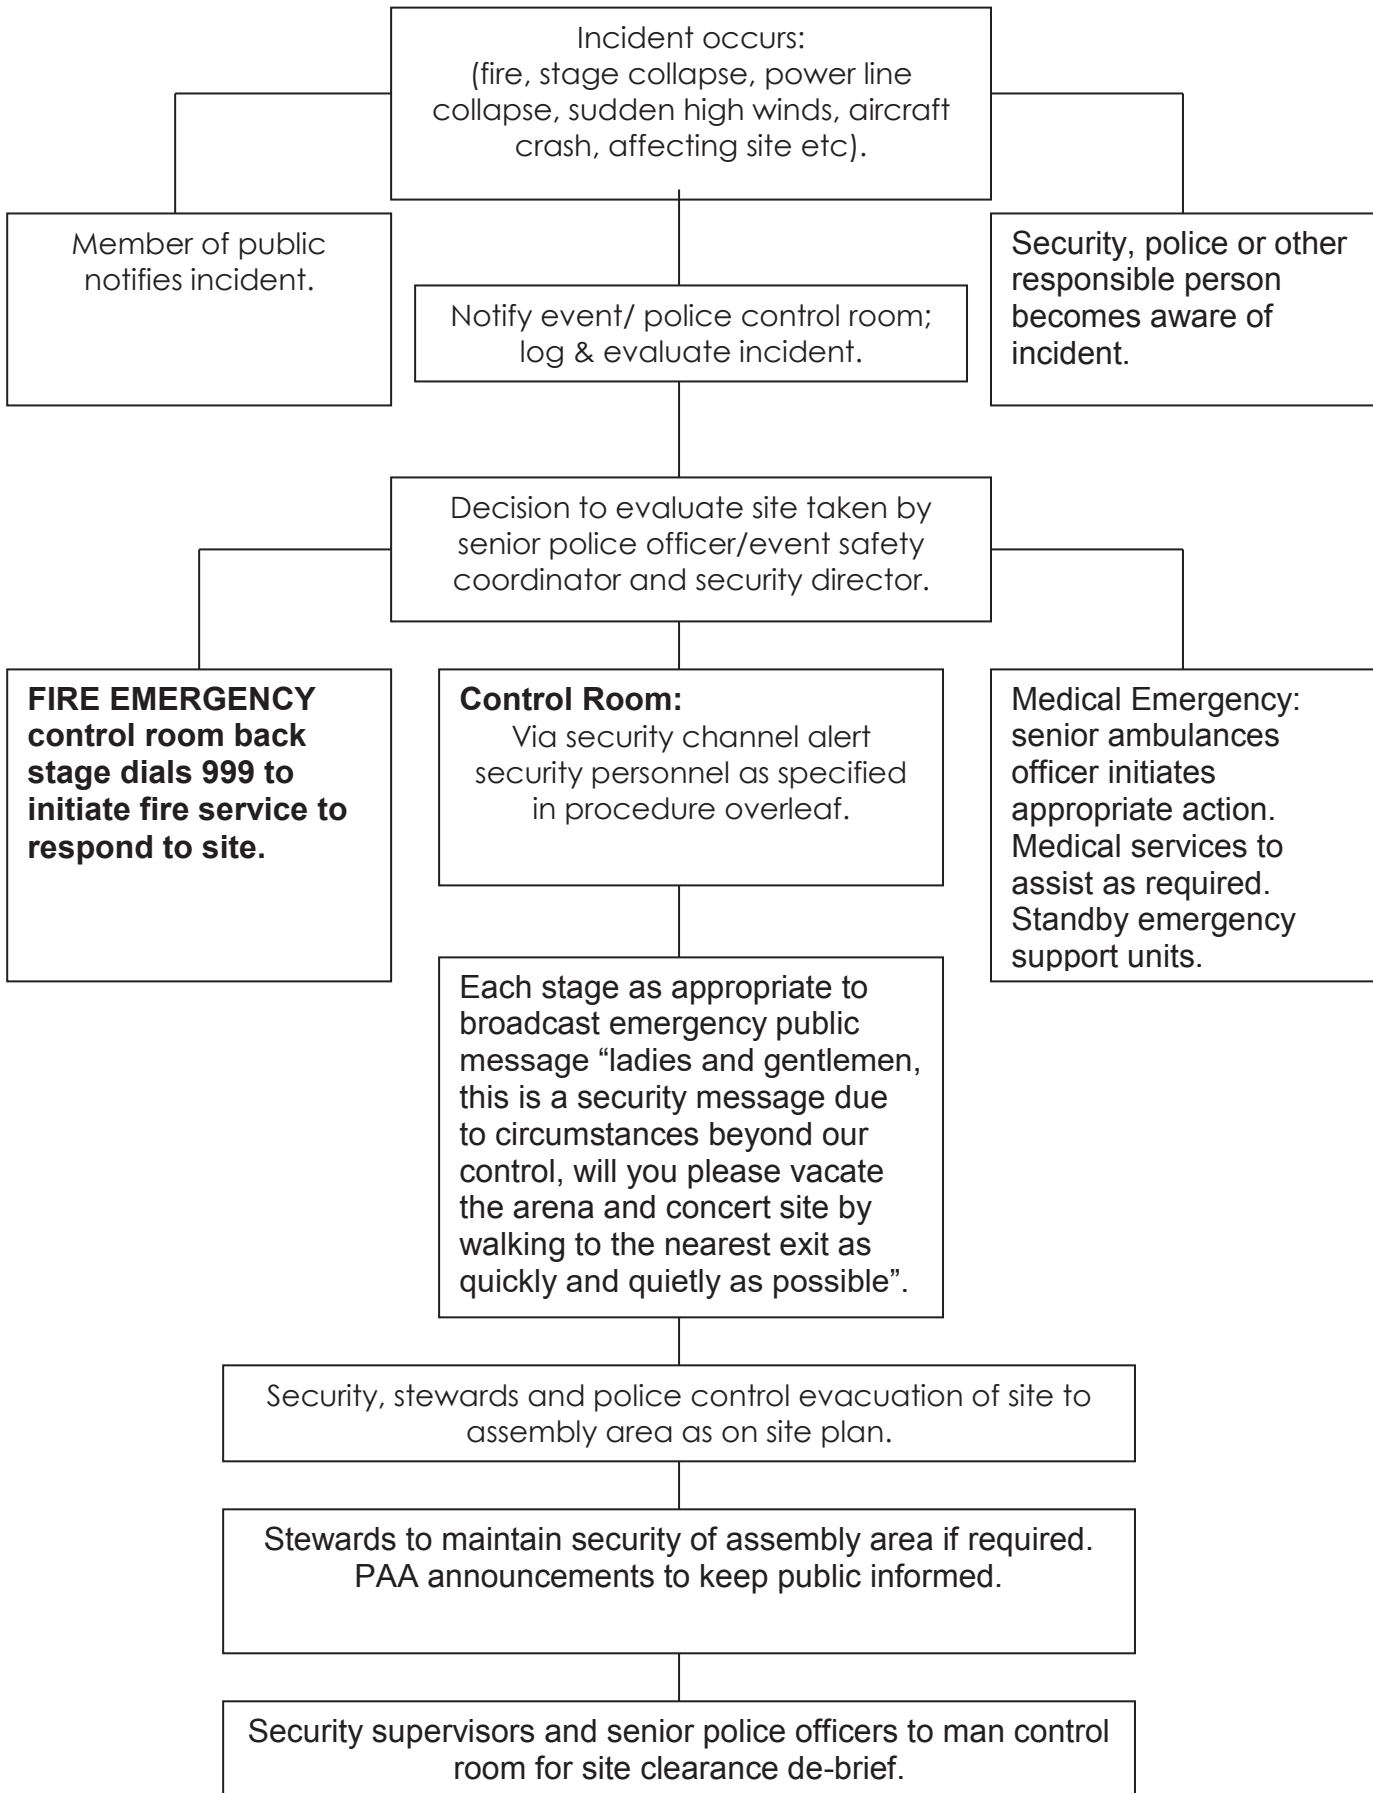 Incident occurs:
(fire, stage collapse, power line
collapse, sudden high winds, aircraft
crash, affecting site etc).
Member of public
notifies incident.
Notify event/ police control room;
log & evaluate incident.
Security, police or other
responsible person
becomes aware of
incident.
Decision to evaluate site taken by
senior police officer/event safety
coordinator and security director.
FIRE EMERGENCY
control room back
stage dials 999 to
initiate fire service to
respond to site.
Control Room:
Via security channel alert
security personnel as specified
in procedure overleaf.
Medical Emergency:
senior ambulances
officer initiates
appropriate action.
Medical services to
assist as required.
Standby emergency
support units.
Each stage as appropriate to
broadcast emergency public
message “ladies and gentlemen,
this is a security message due
to circumstances beyond our
control, will you please vacate
the arena and concert site by
walking to the nearest exit as
quickly and quietly as possible”.
Security, stewards and police control evacuation of site to
assembly area as on site plan.
Stewards to maintain security of assembly area if required.
PAA announcements to keep public informed.
Security supervisors and senior police officers to man control
room for site clearance de-brief.